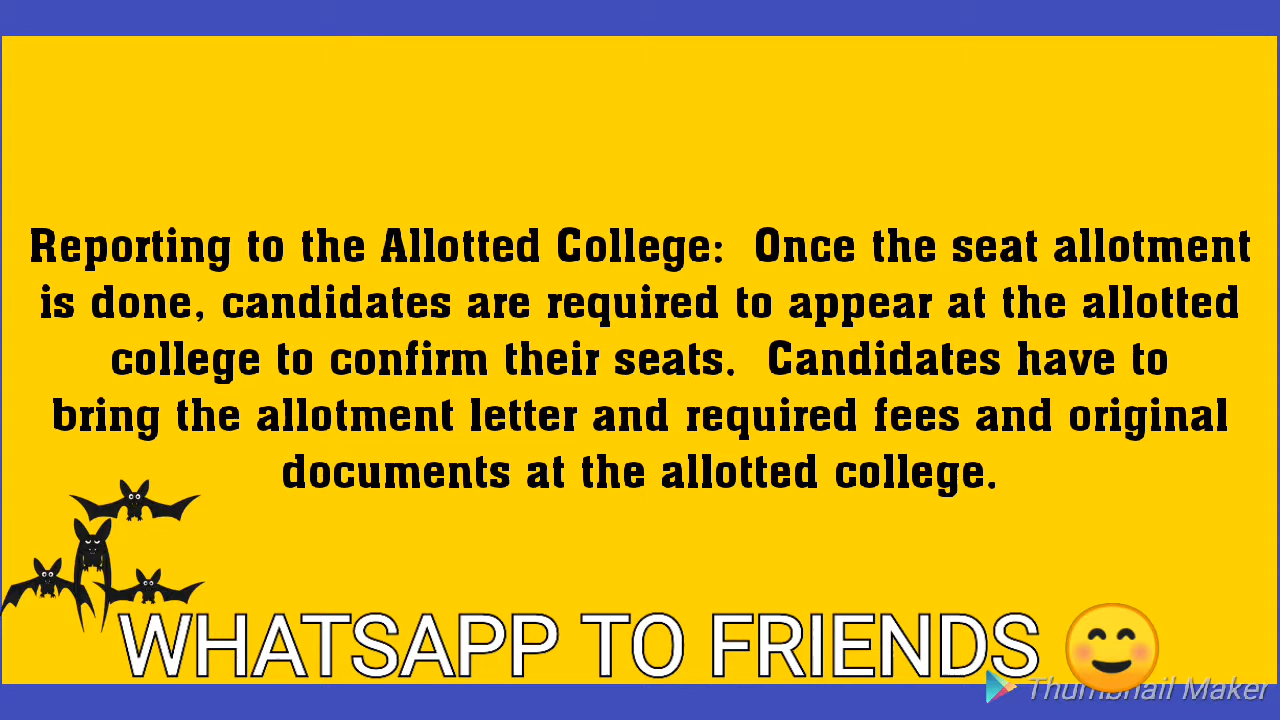 Reporting to the Allotted College:  Once the seat allotment
is done, candidates are required to appear at the allotted
college to confirm their seats.  Candidates have to
bring the allotment letter and required fees and original
documents at the allotted college.
WHATSAPP TO FRIENDS 😊
Thumbnail Maker